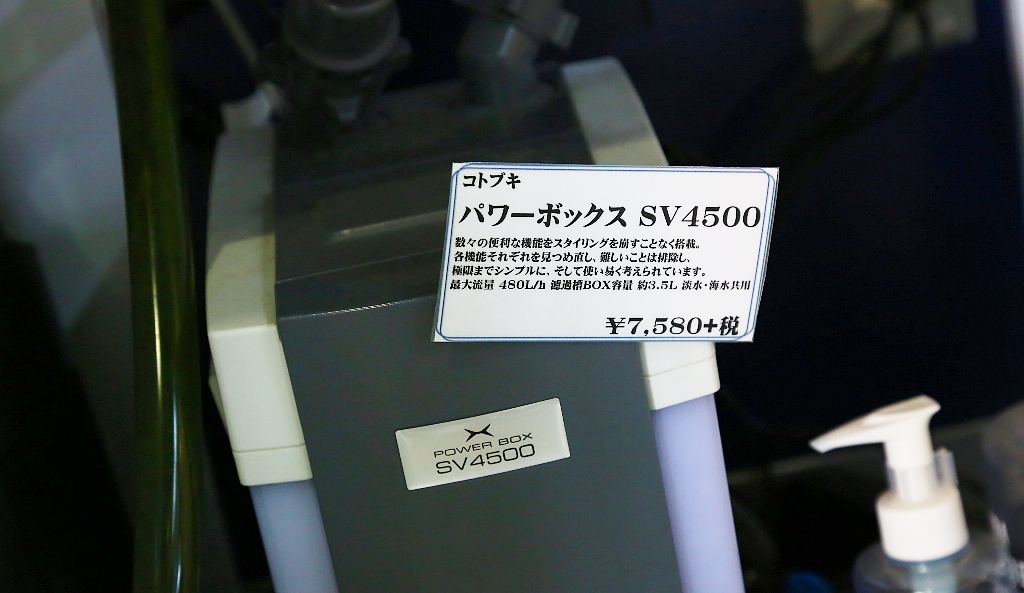 コトブキ
パワーボックス SV4500
数々の便利な機能をスタイリングを崩すことなく搭載。
各機能それぞれを見つめ直し、難しいことは排除し、
極限までシンプルに、そして使い易く考えられています。
最大流量 480L/h 濾過槽BOX容量 約3.5L 淡水・海水共用
￥7,580+税
POWER BOX
SV4500